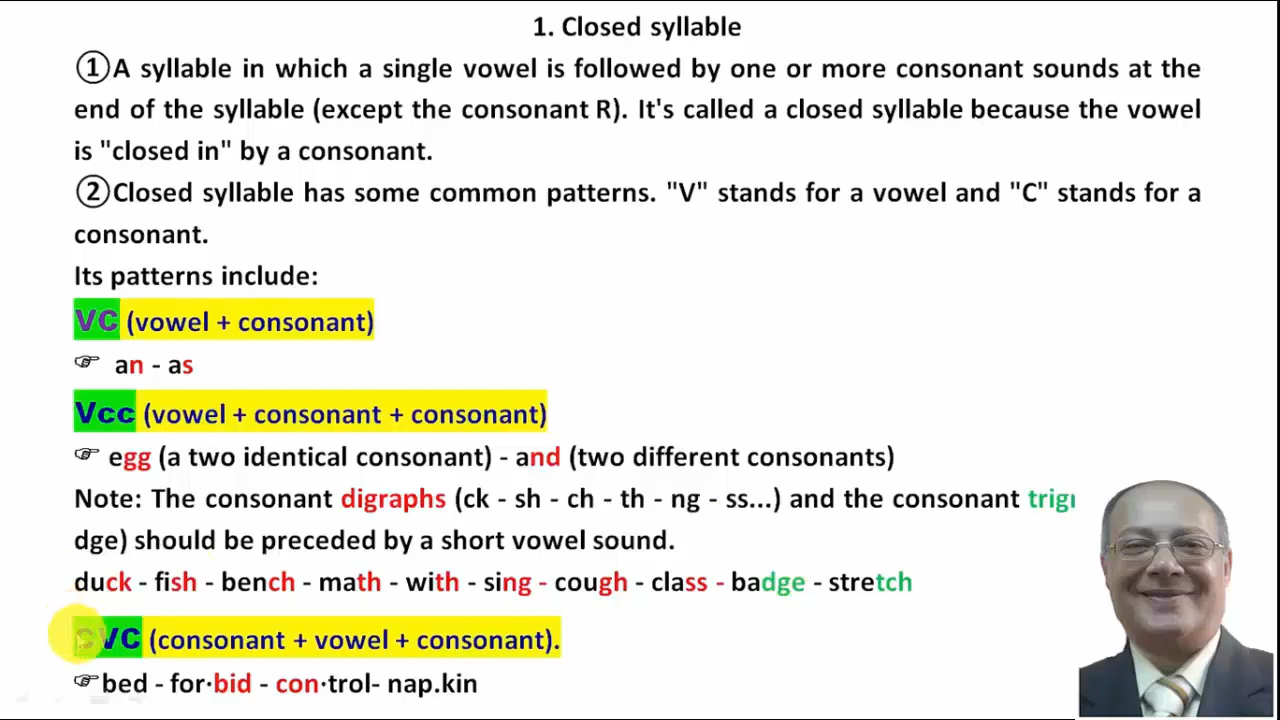 1. Closed syllable
①A syllable in which a single vowel is followed by one or more consonant sounds at the
end of the syllable (except the consonant R). It's called a closed syllable because the vowel
is "closed in" by a consonant.
②Closed syllable has some common patterns. "V" stands for a vowel and "C" stands for a
consonant.
Its patterns include:
VC (vowel + consonant)
☞ an - as
Vcc (vowel + consonant + consonant)
☞ egg (a two identical consonant) - and (two different consonants)
Note: The consonant digraphs (ck - sh - ch - th - ng - ss...) and the consonant
dge) should be preceded by a short vowel sound.
duck - fish - bench - math - with - sing - cough - class - badge - stretch
CVC (consonant + vowel + consonant).
☞bed - for·bid - con·trol- nap.kin